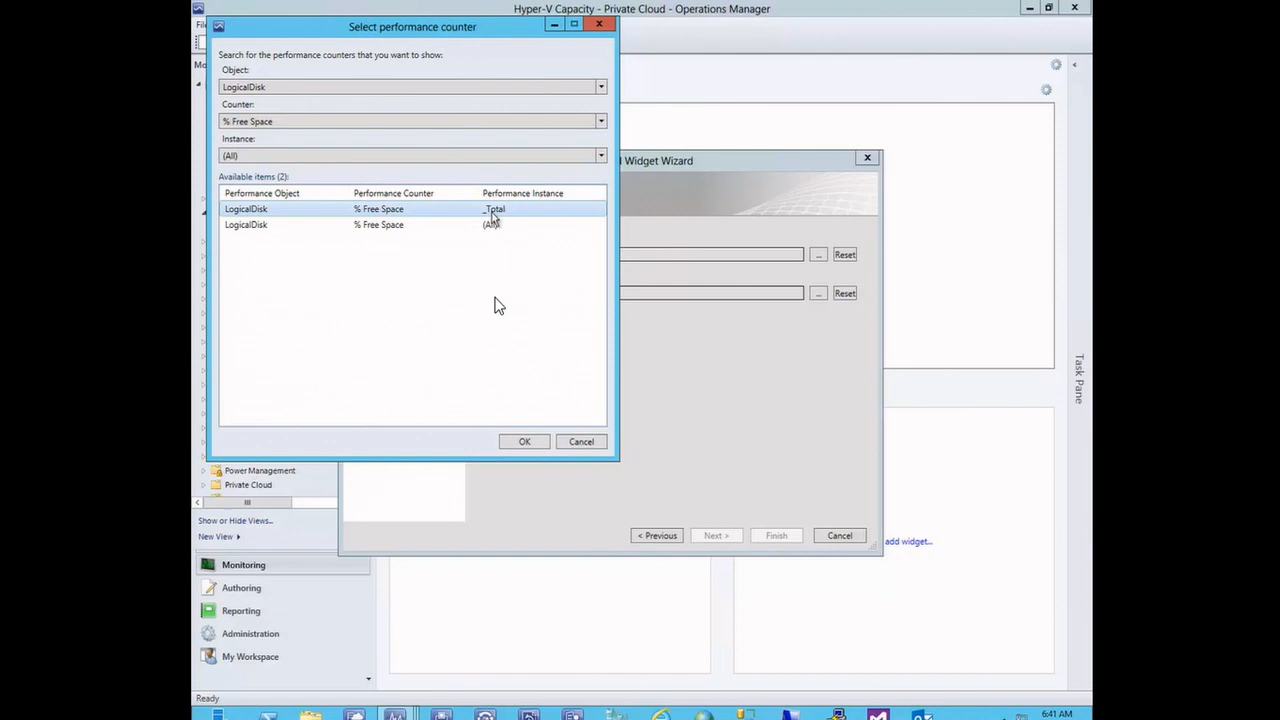 Hyper-V Capacity - Private Cloud - Operations Manager
Select performance counter
Search for the performance counters that you want to show:
Object:
LogicalDisk
Counter:
% Free Space
Instance:
(All)
Available items (2):
Performance Object Performance Counter Performance Instance
LogicalDisk % Free Space _Total
LogicalDisk % Free Space (All)
OK Cancel
Widget Wizard
... Reset
... Reset
< Previous Next > Finish Cancel
add widget...
Task Pane
Power Management
Private Cloud
Show or Hide Views...
New View
Monitoring
Authoring
Reporting
Administration
My Workspace
Ready
6:41 AM